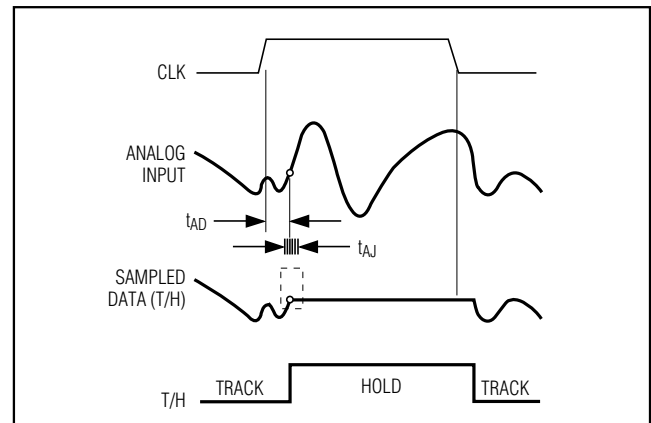 CLK
ANALOG
INPUT
tAD
tAJ
SAMPLED
DATA (T/H)
T/H
TRACK
HOLD
TRACK